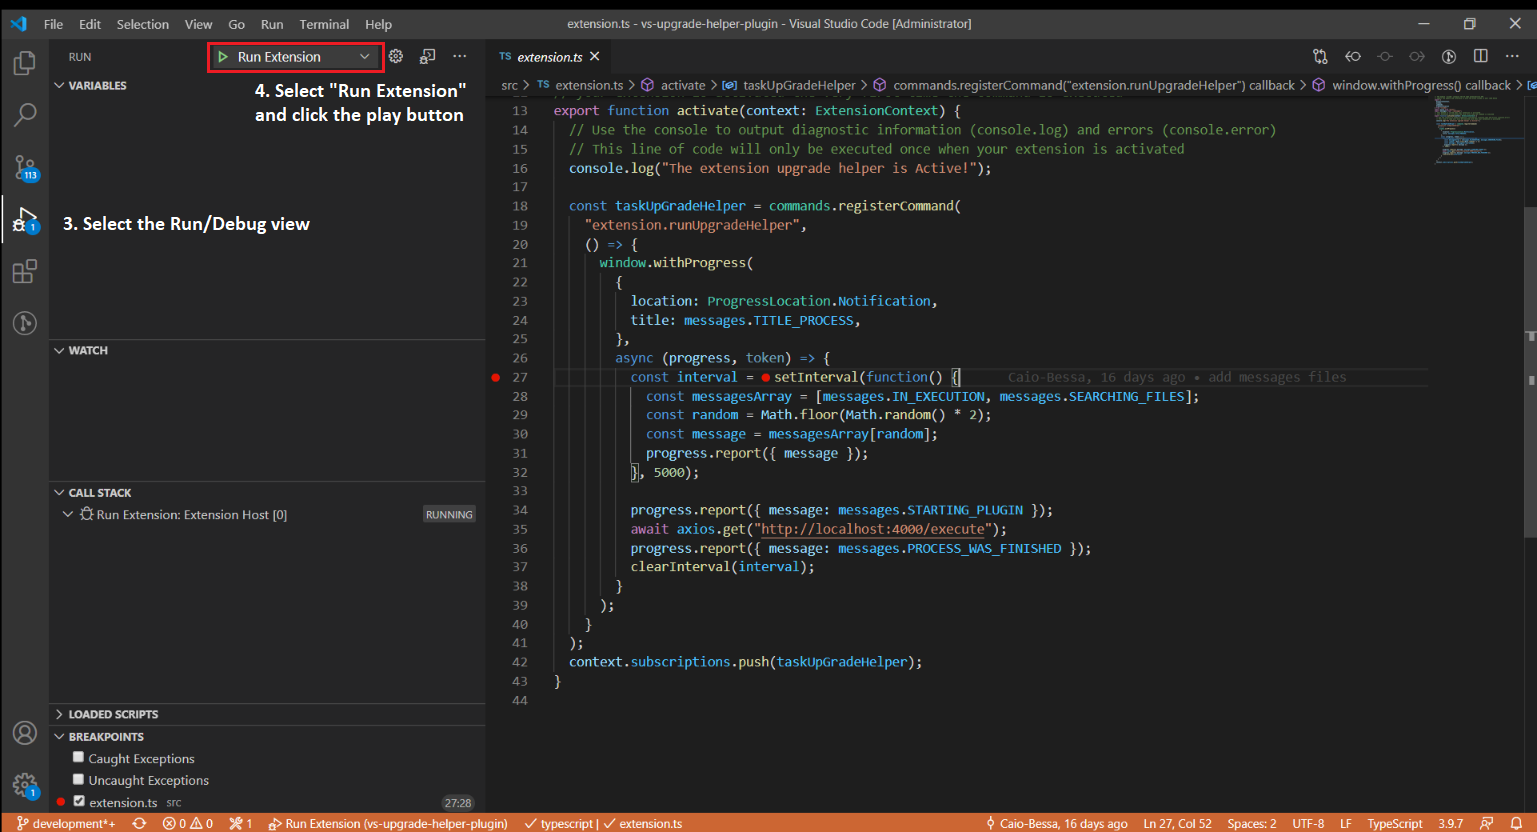 File Edit Selection View Go Run Terminal Help
extension.ts - vs-upgrade-helper-plugin - Visual Studio Code [Administrator]
RUN
Run Extension
TS extension.ts
VARIABLES
4. Select "Run Extension"
and click the play button
113
3. Select the Run/Debug view
1
WATCH
CALL STACK
Run Extension: Extension Host [0] RUNNING
LOADED SCRIPTS
BREAKPOINTS
Caught Exceptions
Uncaught Exceptions
1
extension.ts src 27:28
src > TS extension.ts > activate > taskUpGradeHelper > commands.registerCommand("extension.runUpgradeHelper") callback > window.withProgress() callback >
13 export function activate(context: ExtensionContext) {
14 // Use the console to output diagnostic information (console.log) and errors (console.error)
15 // This line of code will only be executed once when your extension is activated
16 console.log("The extension upgrade helper is Active!");
17
18 const taskUpGradeHelper = commands.registerCommand(
19 "extension.runUpgradeHelper",
20 () => {
21 window.withProgress(
22 {
23 location: ProgressLocation.Notification,
24 title: messages.TITLE_PROCESS,
25 },
26 async (progress, token) => {
27 const interval = setInterval(function() { Caio-Bessa, 16 days ago • add messages files
28 const messagesArray = [messages.IN_EXECUTION, messages.SEARCHING_FILES];
29 const random = Math.floor(Math.random() * 2);
30 const message = messagesArray[random];
31 progress.report({ message });
32 }, 5000);
33
34 progress.report({ message: messages.STARTING_PLUGIN });
35 await axios.get("http://localhost:4000/execute");
36 progress.report({ message: messages.PROCESS_WAS_FINISHED });
37 clearInterval(interval);
38 }
39 );
40 }
41 );
42 context.subscriptions.push(taskUpGradeHelper);
43 }
44
development*+ 0 0 1 Run Extension (vs-upgrade-helper-plugin) typescript | extension.ts Caio-Bessa, 16 days ago Ln 27, Col 52 Spaces: 2 UTF-8 LF TypeScript 3.9.7